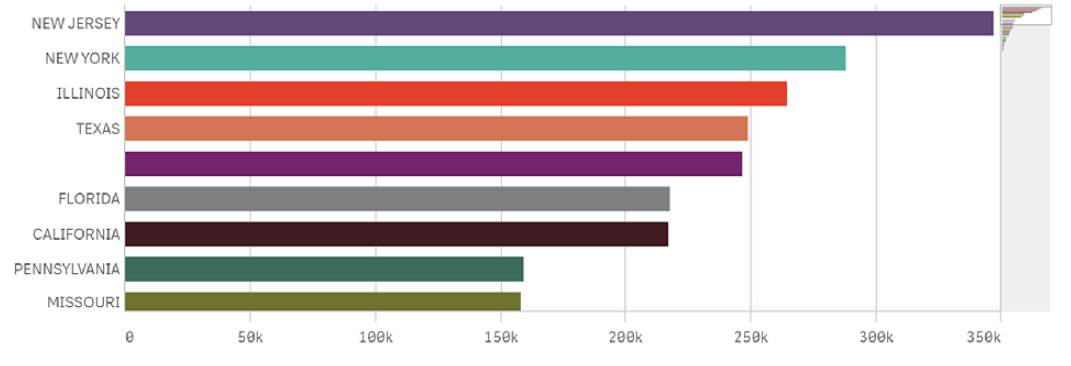 NEW JERSEY
NEW YORK
ILLINOIS
TEXAS
FLORIDA
CALIFORNIA
PENNSYLVANIA
MISSOURI
0 50k 100k 150k 200k 250k 300k 350k